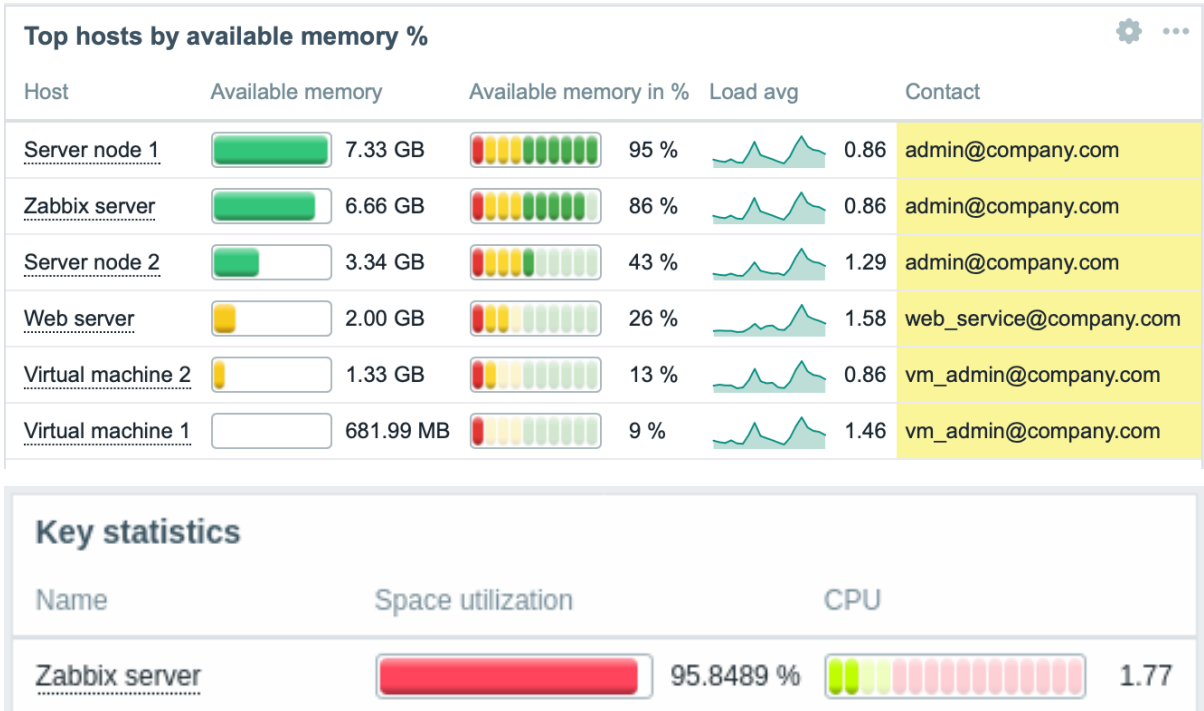 Top hosts by available memory %
Host Available memory Available memory in % Load avg Contact
Server node 1 7.33 GB 95 % 0.86 admin@company.com
Zabbix server 6.66 GB 86 % 0.86 admin@company.com
Server node 2 3.34 GB 43 % 1.29 admin@company.com
Web server 2.00 GB 26 % 1.58 web_service@company.com
Virtual machine 2 1.33 GB 13 % 0.86 vm_admin@company.com
Virtual machine 1 681.99 MB 9 % 1.46 vm_admin@company.com
Key statistics
Name Space utilization CPU
Zabbix server 95.8489 % 1.77